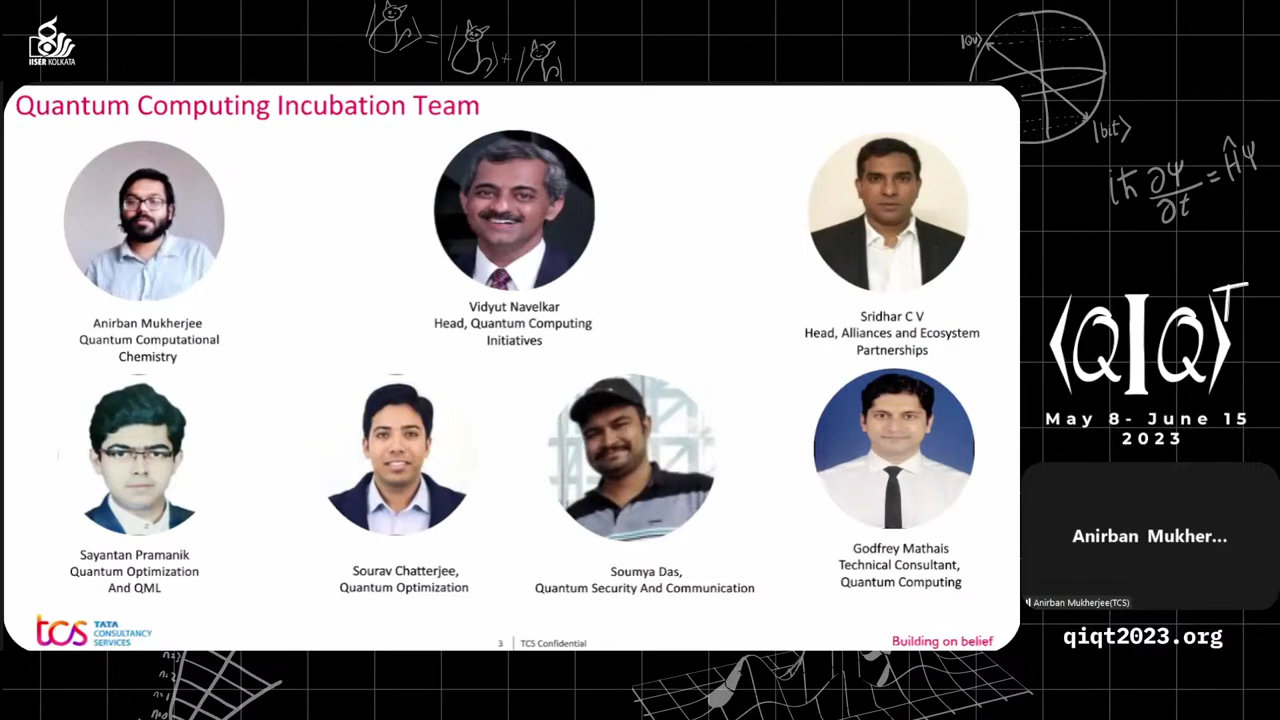 IISER KOLKATA
|0v⟩
|bit⟩
iħ ∂ψ/∂t = Ĥψ
Quantum Computing Incubation Team
Anirban Mukherjee
Quantum Computational
Chemistry
Vidyut Navelkar
Head, Quantum Computing
Initiatives
Sridhar C V
Head, Alliances and Ecosystem
Partnerships
Sayantan Pramanik
Quantum Optimization
And QML
Sourav Chatterjee,
Quantum Optimization
Soumya Das,
Quantum Security And Communication
Godfrey Mathais
Technical Consultant,
Quantum Computing
tcs TATA
CONSULTANCY
SERVICES
3 | TCS Confidential
Building on belief
⟨QIQ⟩T
May 8- June 15
2023
Anirban Mukher...
Anirban Mukherjee(TCS)
qiqt2023.org
n=2
n=1
n=0